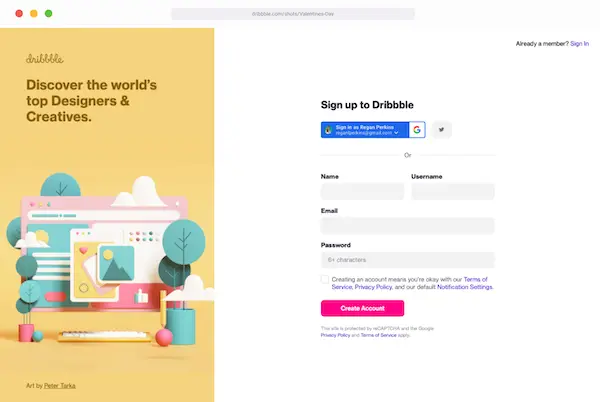 dribbble.com/shots/Valentines-Day
dribbble
Discover the world's
top Designers &
Creatives.
Art by Peter Tarka
Already a member? Sign In
Sign up to Dribbble
Sign in as Regan Perkins
reganlperkins@gmail.com
Or
Name
Username
Email
Password
6+ characters
Creating an account means you're okay with our Terms of
Service, Privacy Policy, and our default Notification Settings.
Create Account
This site is protected by reCAPTCHA and the Google
Privacy Policy and Terms of Service apply.